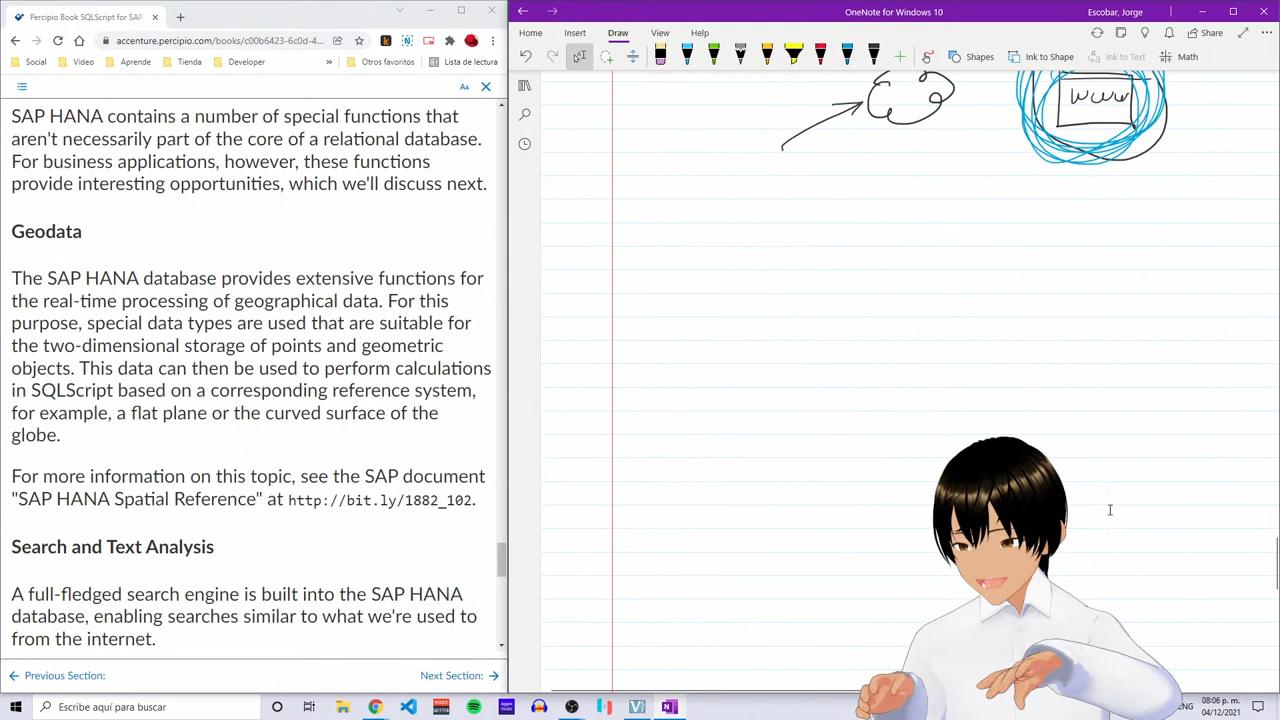 Percipio Book SQLScript for SAP
accenture.percipio.com/books/c00b6423-6c0d-4...
Social
Video
Aprende
Tienda
Developer
»
Otros favoritos
Lista de lectura
AA
SAP HANA contains a number of special functions that
aren't necessarily part of the core of a relational database.
For business applications, however, these functions
provide interesting opportunities, which we'll discuss next.
Geodata
The SAP HANA database provides extensive functions for
the real-time processing of geographical data. For this
purpose, special data types are used that are suitable for
the two-dimensional storage of points and geometric
objects. This data can then be used to perform calculations
in SQLScript based on a corresponding reference system,
for example, a flat plane or the curved surface of the
globe.
For more information on this topic, see the SAP document
"SAP HANA Spatial Reference" at http://bit.ly/1882_102.
Search and Text Analysis
A full-fledged search engine is built into the SAP HANA
database, enabling searches similar to what we're used to
from the internet.
Previous Section:
Next Section:
OneNote for Windows 10
Escobar, Jorge
Home
Insert
Draw
View
Help
Share
Shapes
Ink to Shape
Ink to Text
Math
Escribe aquí para buscar
ENG
08:06 p. m.
04/12/2021